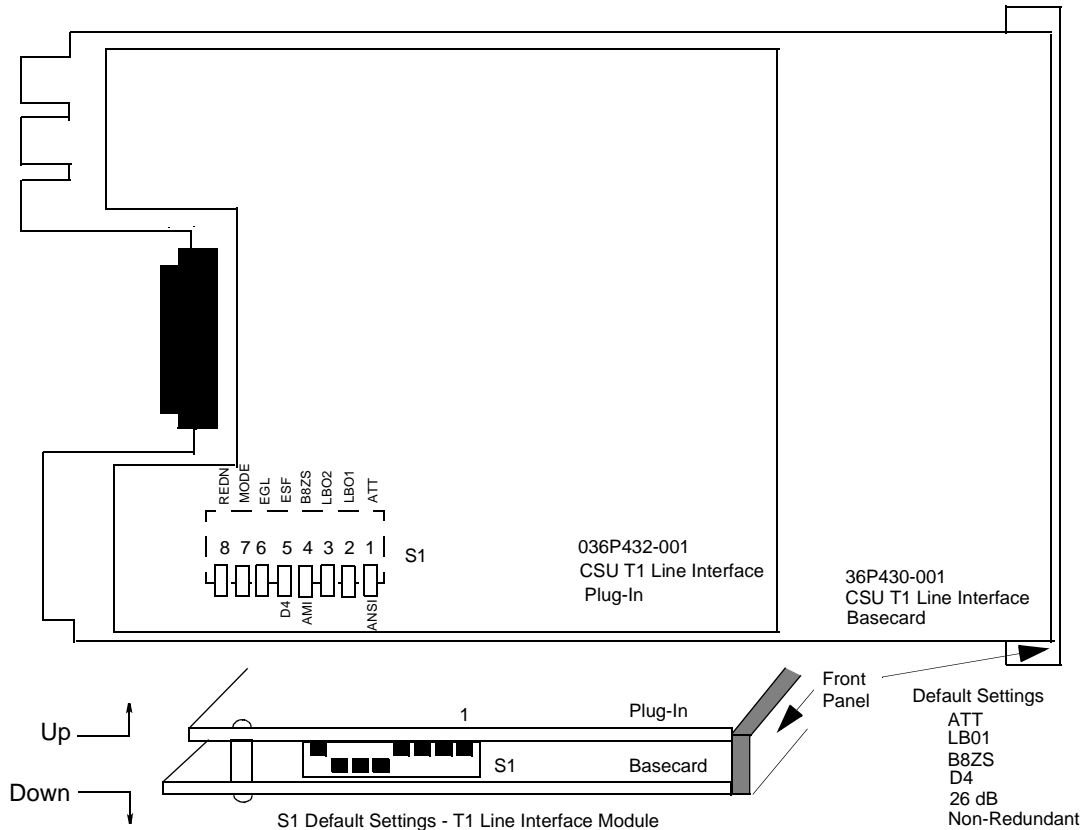 REDN
MODE
EGL
ESF
B8ZS
LBO2
LBO1
ATT
8 7 6 5 4 3 2 1
S1
D4
AMI
ANSI
036P432-001
CSU T1 Line Interface
Plug-In
36P430-001
CSU T1 Line Interface
Basecard
Front
Panel
Up
Down
1
Plug-In
S1
Basecard
S1 Default Settings - T1 Line Interface Module
Default Settings
ATT
LB01
B8ZS
D4
26 dB
Non-Redundant